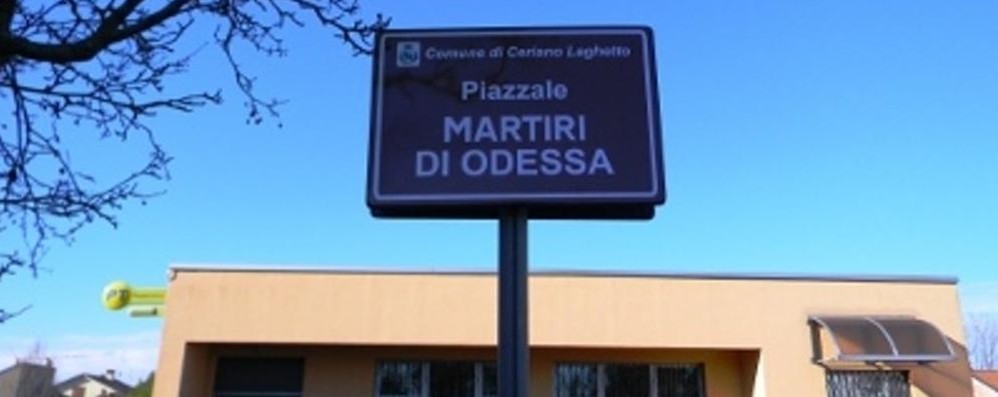 Comune di Ceriano Laghetto
Piazzale
MARTIRI
DI ODESSA